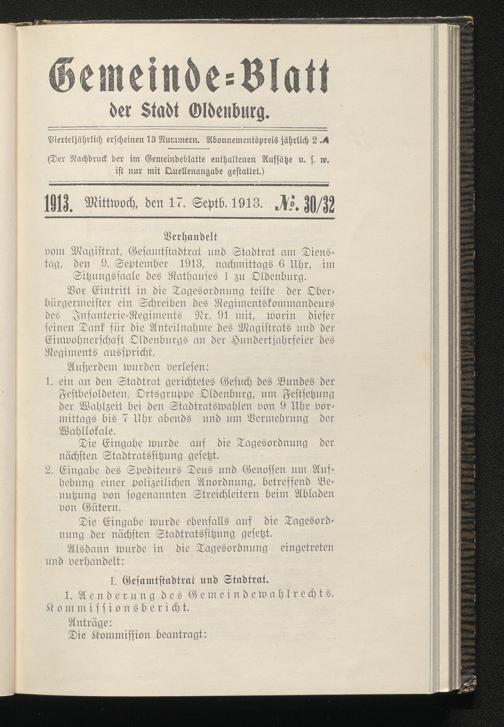 Gemeinde=Blatt
der Stadt Oldenburg.
Vierteljährlich erscheinen 13 Nummern. Abonnementspreis jährlich 2 ℳ
(Der Nachdruck der im Gemeindeblatte enthaltenen Aufsätze u. s. w.
ist nur mit Quellenangabe gestattet.)
1913. Mittwoch, den 17. Septb. 1913. №. 30/32
Verhandelt
vom Magistrat, Gesamtstadtrat und Stadtrat am Diens-
tag, den 9. September 1913, nachmittags 6 Uhr, im
Sitzungssaale des Rathauses I zu Oldenburg.
Vor Eintritt in die Tagesordnung teilte der Ober-
bürgermeister ein Schreiben des Regimentskommandeurs
des Infanterie-Regiments Nr. 91 mit, worin dieser
seinen Dank für die Anteilnahme des Magistrats und der
Einwohnerschaft Oldenburgs an der Hundertjahrfeier des
Regiments ausspricht.
Außerdem wurden verlesen:
1. ein an den Stadtrat gerichtetes Gesuch des Bundes der
Festbesoldeten, Ortsgruppe Oldenburg, um Festsetzung
der Wahlzeit bei den Stadtratswahlen von 9 Uhr vor-
mittags bis 7 Uhr abends und um Vermehrung der
Wahllokale.
Die Eingabe wurde auf die Tagesordnung der
nächsten Stadtratssitzung gesetzt.
2. Eingabe des Spediteurs Deus und Genossen um Auf-
hebung einer polizeilichen Anordnung, betreffend Be-
nutzung von sogenannten Streichleitern beim Abladen
von Gütern.
Die Eingabe wurde ebenfalls auf die Tagesord-
nung der nächsten Stadtratssitzung gesetzt.
Alsdann wurde in die Tagesordnung eingetreten
und verhandelt:
I. Gesamtstadtrat und Stadtrat.
1. Aenderung des Gemeindewahlrechts.
Kommissionsbericht.
Anträge:
Die Kommission beantragt: